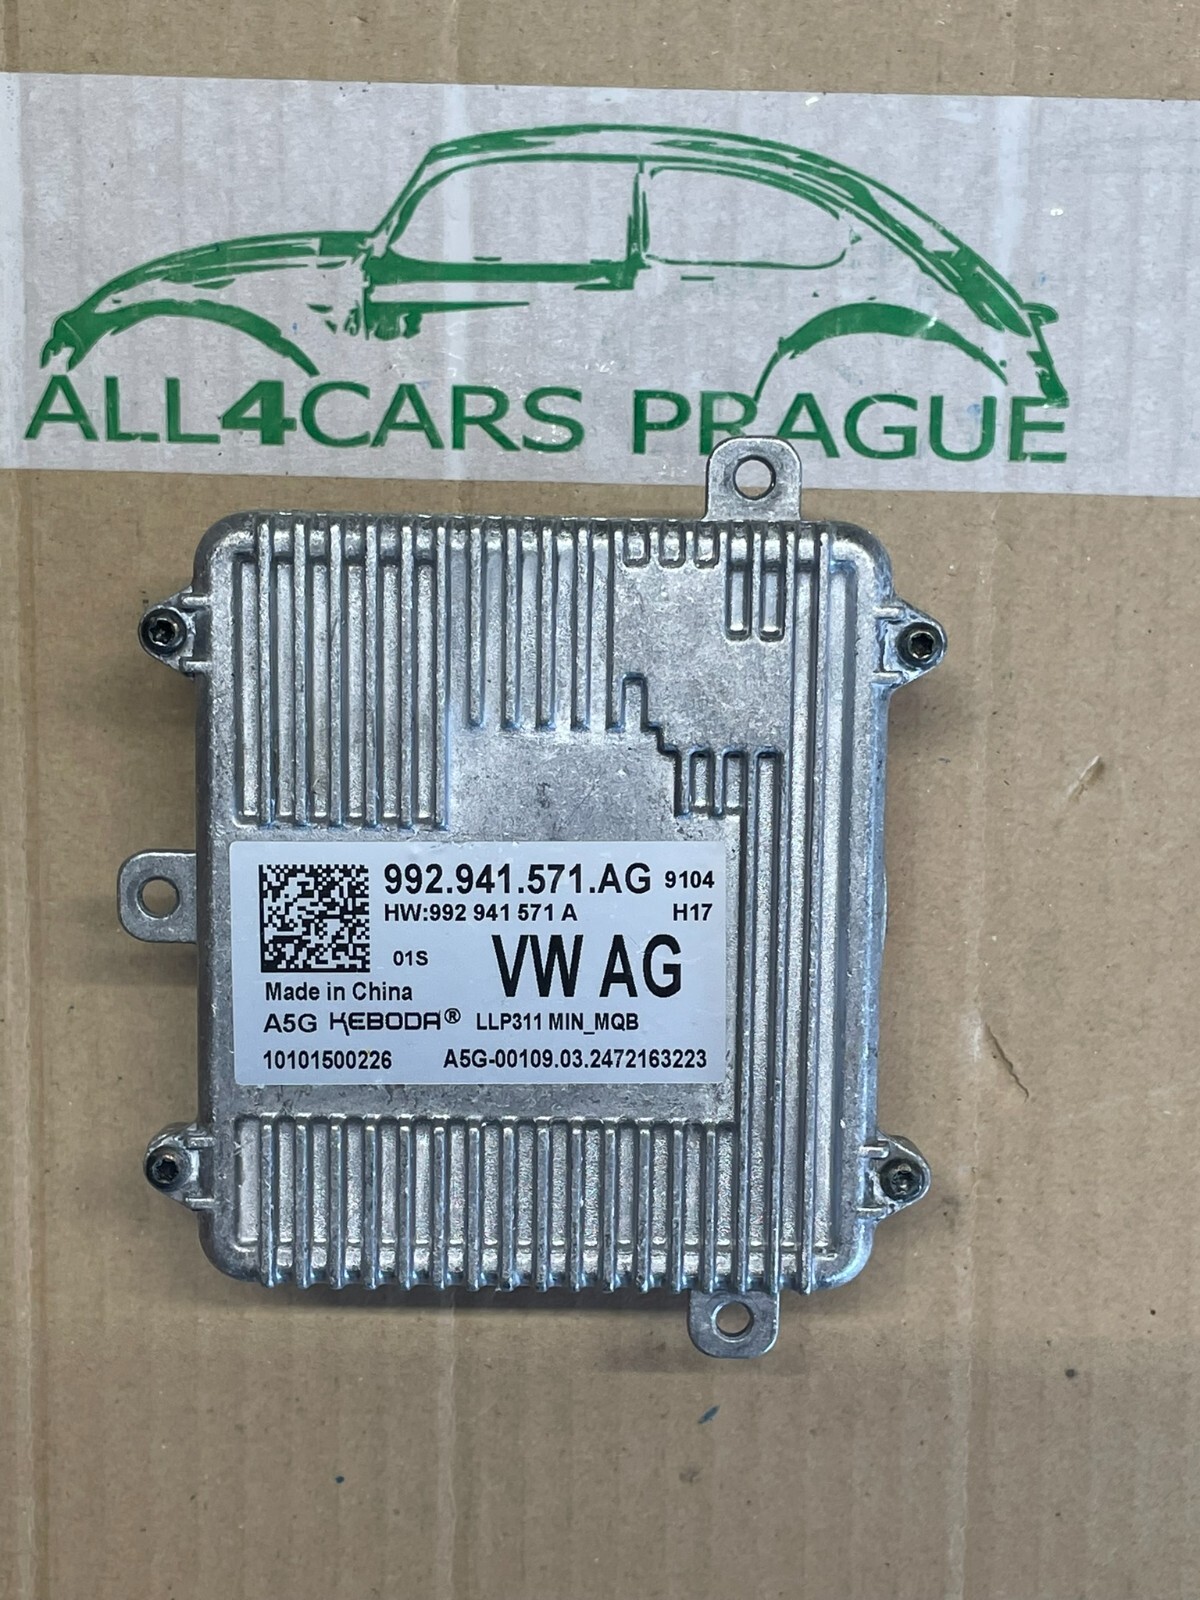 ALL4CARS PRAGUE
992.941.571.AG 9104
HW:992 941 571 A H17
01S VW AG
Made in China
A5G KEBODA® LLP311 MIN_MQB
10101500226 A5G-00109.03.2472163223